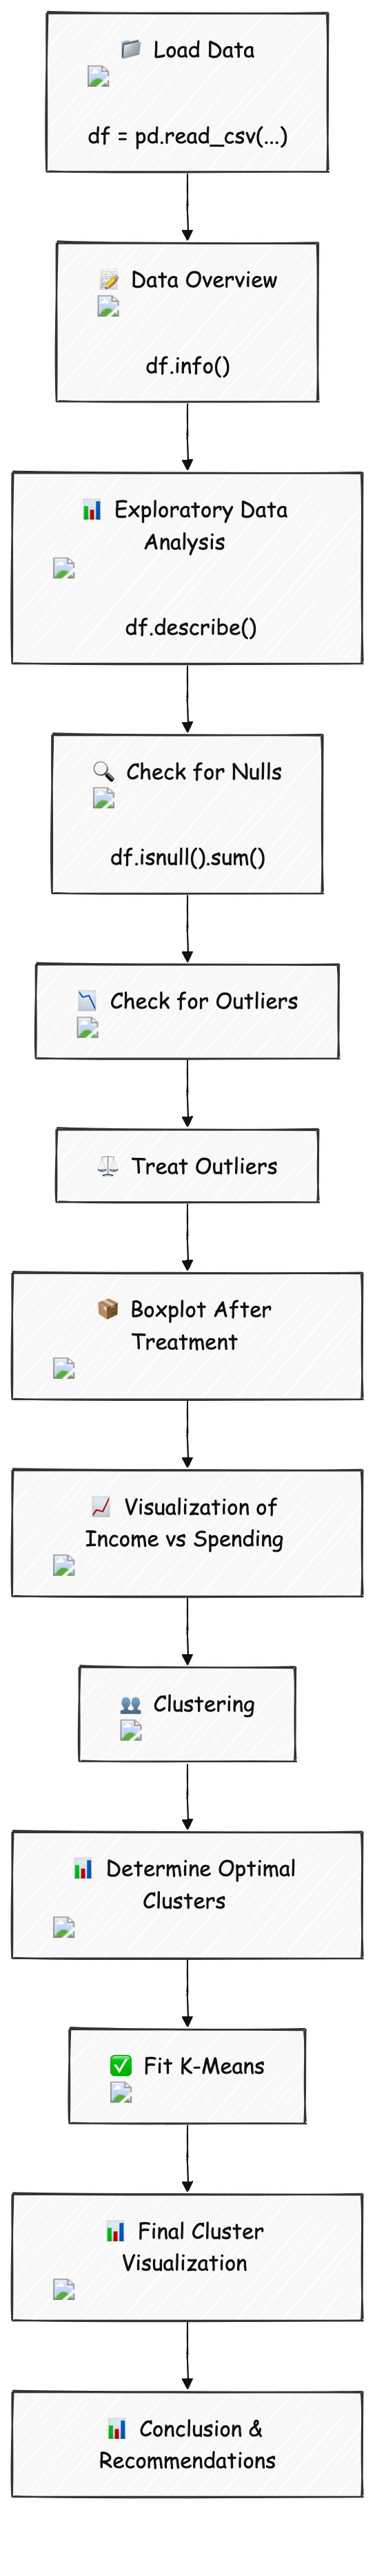 Load Data
df = pd.read_csv(...)
Data Overview
df.info()
Exploratory Data
Analysis
df.describe()
Check for Nulls
df.isnull().sum()
Check for Outliers
Treat Outliers
Boxplot After
Treatment
Visualization of
Income vs Spending
Clustering
Determine Optimal
Clusters
Fit K-Means
Final Cluster
Visualization
Conclusion &
Recommendations